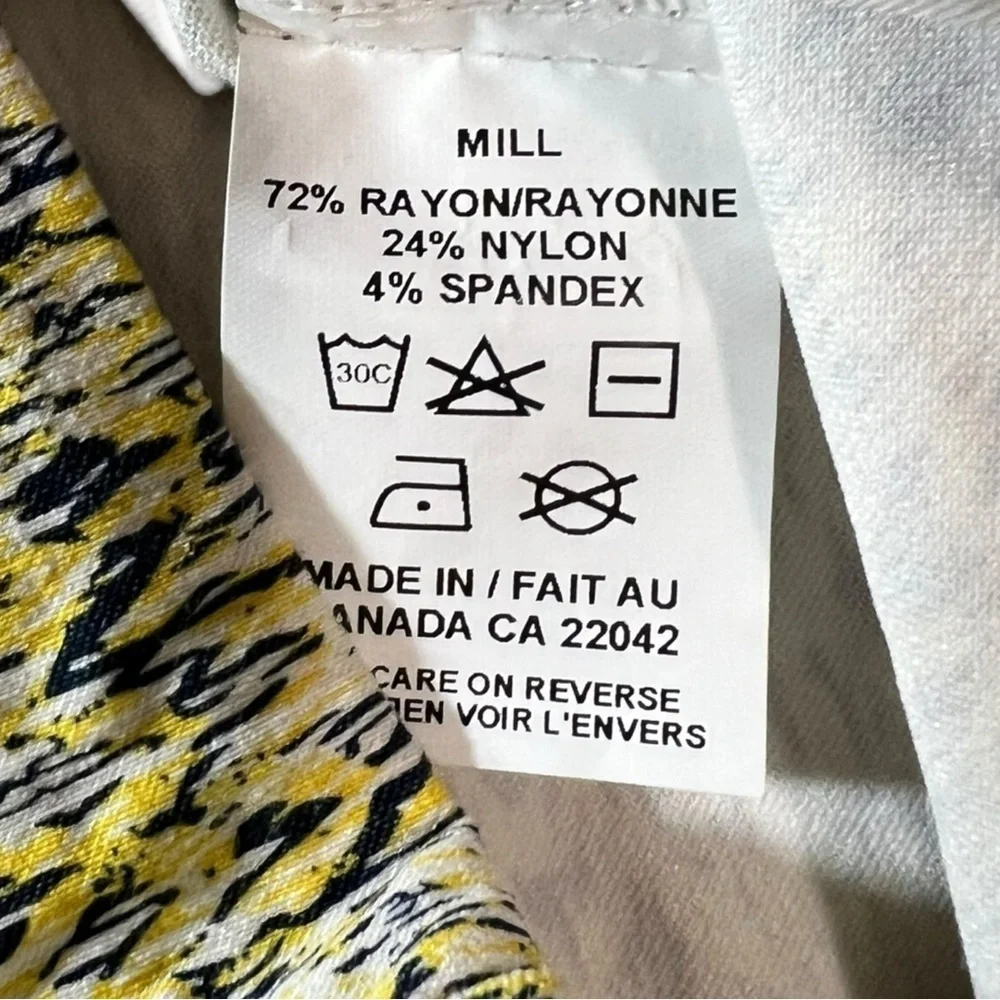 MILL
72% RAYON/RAYONNE
24% NYLON
4% SPANDEX
30C
MADE IN / FAIT AU
ANADA CA 22042
CARE ON REVERSE
IEN VOIR L'ENVERS